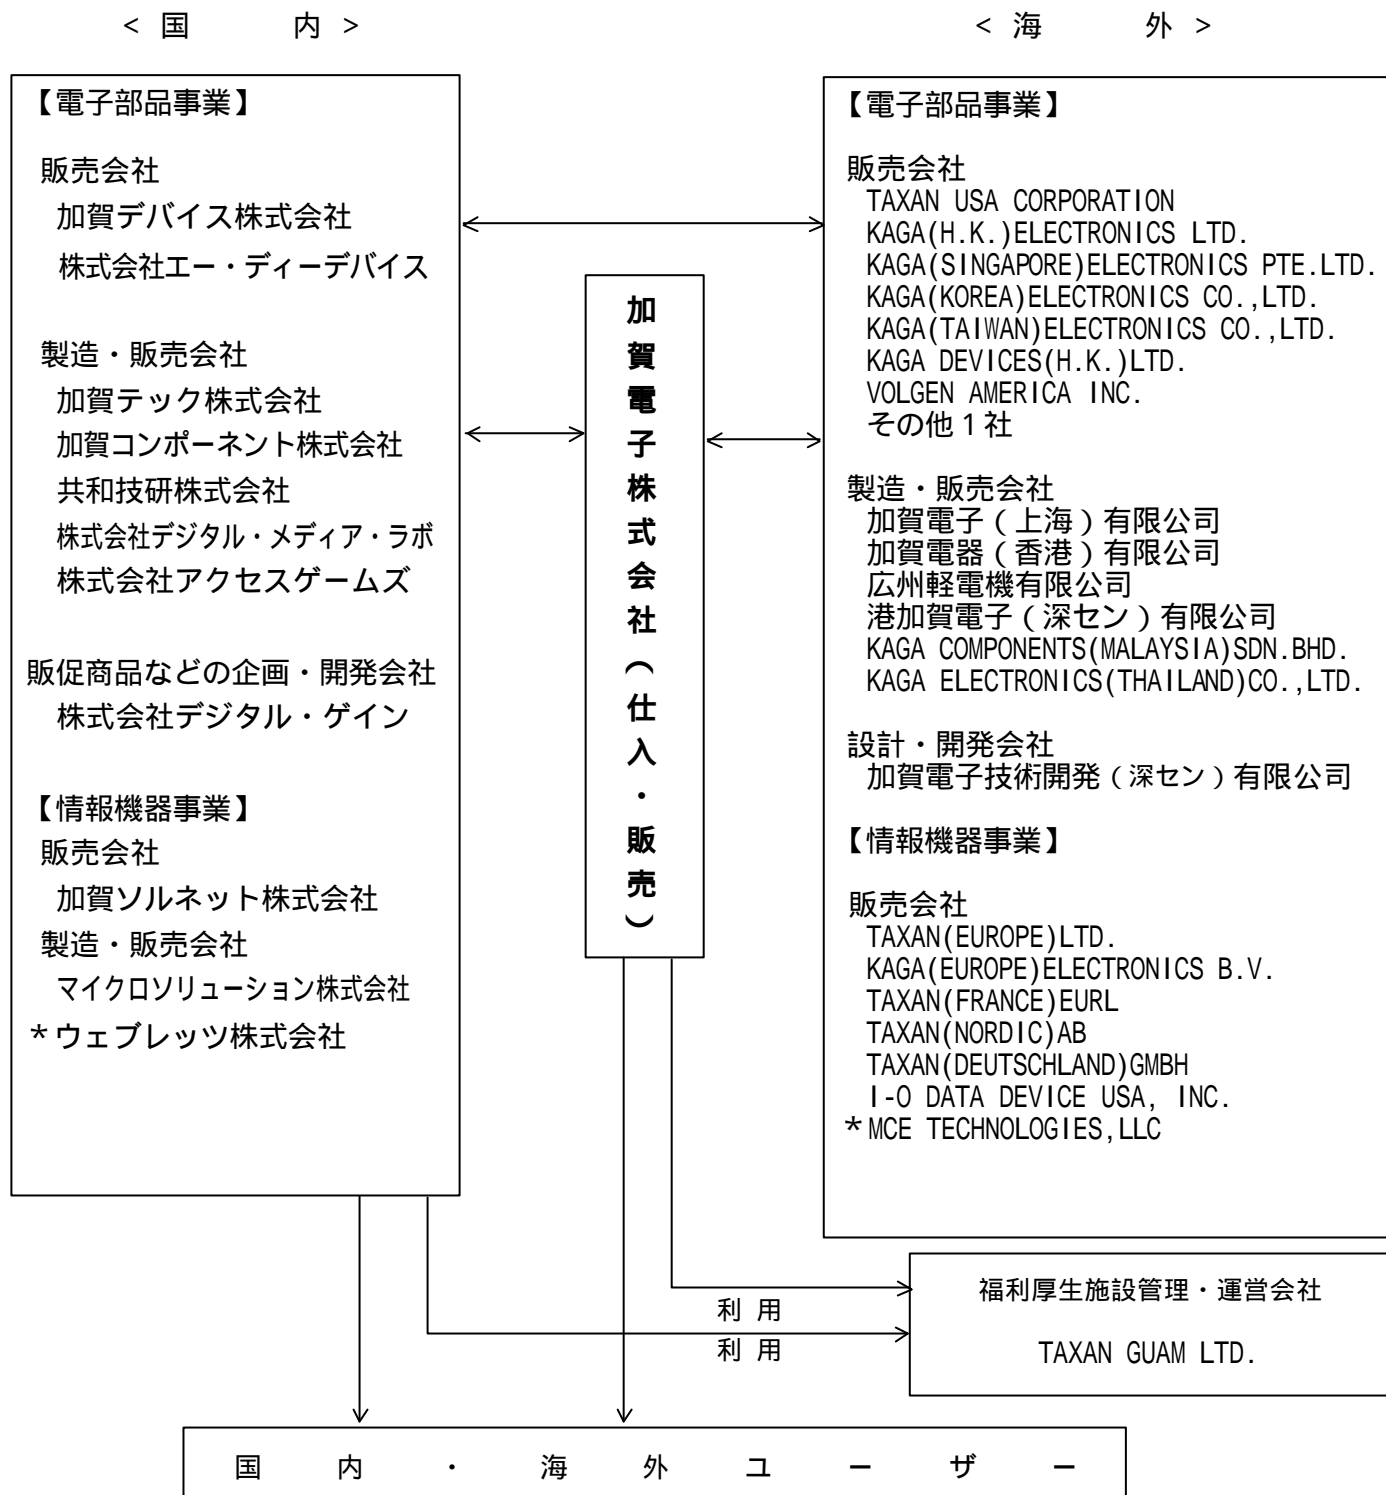 <国　内>
<海　外>
【電子部品事業】
販売会社
加賀デバイス株式会社
株式会社エー・ディーデバイス
製造・販売会社
加賀テック株式会社
加賀コンポーネント株式会社
共和技研株式会社
株式会社デジタル・メディア・ラボ
株式会社アクセスゲームズ
販促商品などの企画・開発会社
株式会社デジタル・ゲイン
【情報機器事業】
販売会社
加賀ソルネット株式会社
製造・販売会社
マイクロソリューション株式会社
*ウェブレッツ株式会社
加賀電子株式会社(仕入・販売)
【電子部品事業】
販売会社
TAXAN USA CORPORATION
KAGA(H.K.)ELECTRONICS LTD.
KAGA(SINGAPORE)ELECTRONICS PTE.LTD.
KAGA(KOREA)ELECTRONICS CO.,LTD.
KAGA(TAIWAN)ELECTRONICS CO.,LTD.
KAGA DEVICES(H.K.)LTD.
VOLGEN AMERICA INC.
その他1社
製造・販売会社
加賀電子(上海)有限公司
加賀電器(香港)有限公司
広州軽電機有限公司
港加賀電子(深セン)有限公司
KAGA COMPONENTS(MALAYSIA)SDN.BHD.
KAGA ELECTRONICS(THAILAND)CO.,LTD.
設計・開発会社
加賀電子技術開発(深セン)有限公司
【情報機器事業】
販売会社
TAXAN(EUROPE)LTD.
KAGA(EUROPE)ELECTRONICS B.V.
TAXAN(FRANCE)EURL
TAXAN(NORDIC)AB
TAXAN(DEUTSCHLAND)GMBH
I-O DATA DEVICE USA, INC.
*MCE TECHNOLOGIES,LLC
利用
利用
福利厚生施設管理・運営会社
TAXAN GUAM LTD.
国内・海外ユーザー